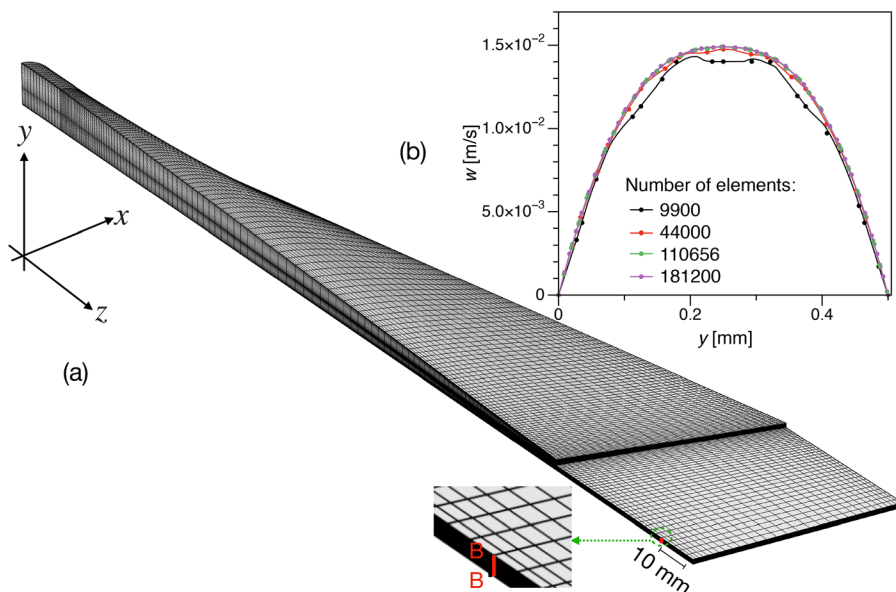 1.5×10⁻²
1.0×10⁻²
5.0×10⁻³
0
w [m/s]
(b)
Number of elements:
9900
44000
110656
181200
0
0.2
0.4
y [mm]
y
x
z
(a)
B
B
10 mm